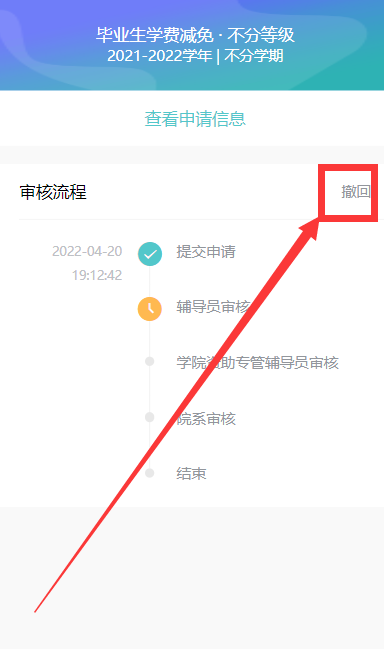 毕业生学费减免 · 不分等级
2021-2022学年 | 不分学期
查看申请信息
审核流程
撤回
2022-04-20
19:12:42
提交申请
辅导员审核
学院资助专管辅导员审核
院系审核
结束